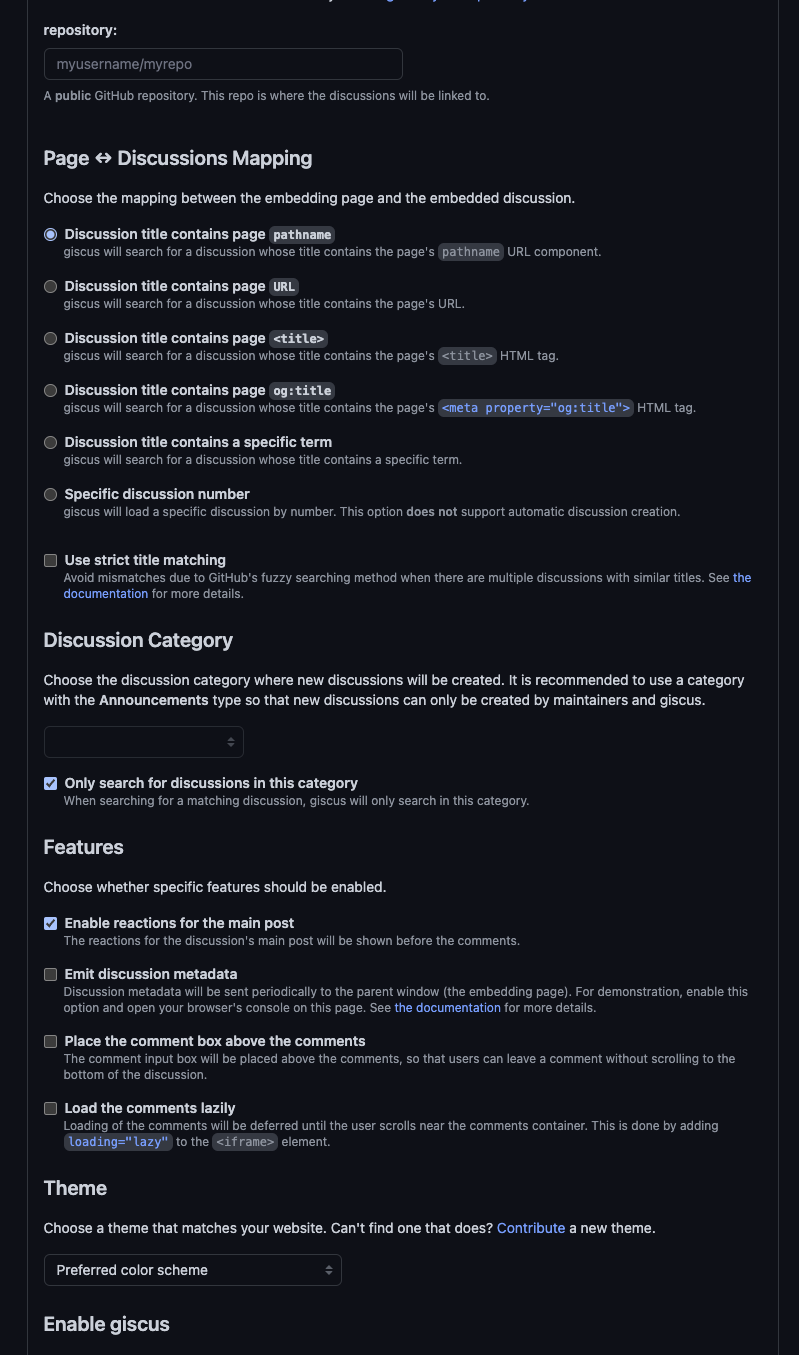 repository:
myusername/myrepo
A public GitHub repository. This repo is where the discussions will be linked to.
Page ↔ Discussions Mapping
Choose the mapping between the embedding page and the embedded discussion.
Discussion title contains page pathname
giscus will search for a discussion whose title contains the page's pathname URL component.
Discussion title contains page URL
giscus will search for a discussion whose title contains the page's URL.
Discussion title contains page <title>
giscus will search for a discussion whose title contains the page's <title> HTML tag.
Discussion title contains page og:title
giscus will search for a discussion whose title contains the page's <meta property="og:title"> HTML tag.
Discussion title contains a specific term
giscus will search for a discussion whose title contains a specific term.
Specific discussion number
giscus will load a specific discussion by number. This option does not support automatic discussion creation.
Use strict title matching
Avoid mismatches due to GitHub's fuzzy searching method when there are multiple discussions with similar titles. See the
documentation for more details.
Discussion Category
Choose the discussion category where new discussions will be created. It is recommended to use a category
with the Announcements type so that new discussions can only be created by maintainers and giscus.
Only search for discussions in this category
When searching for a matching discussion, giscus will only search in this category.
Features
Choose whether specific features should be enabled.
Enable reactions for the main post
The reactions for the discussion's main post will be shown before the comments.
Emit discussion metadata
Discussion metadata will be sent periodically to the parent window (the embedding page). For demonstration, enable this
option and open your browser's console on this page. See the documentation for more details.
Place the comment box above the comments
The comment input box will be placed above the comments, so that users can leave a comment without scrolling to the
bottom of the discussion.
Load the comments lazily
Loading of the comments will be deferred until the user scrolls near the comments container. This is done by adding
loading="lazy" to the <iframe> element.
Theme
Choose a theme that matches your website. Can't find one that does? Contribute a new theme.
Preferred color scheme
Enable giscus